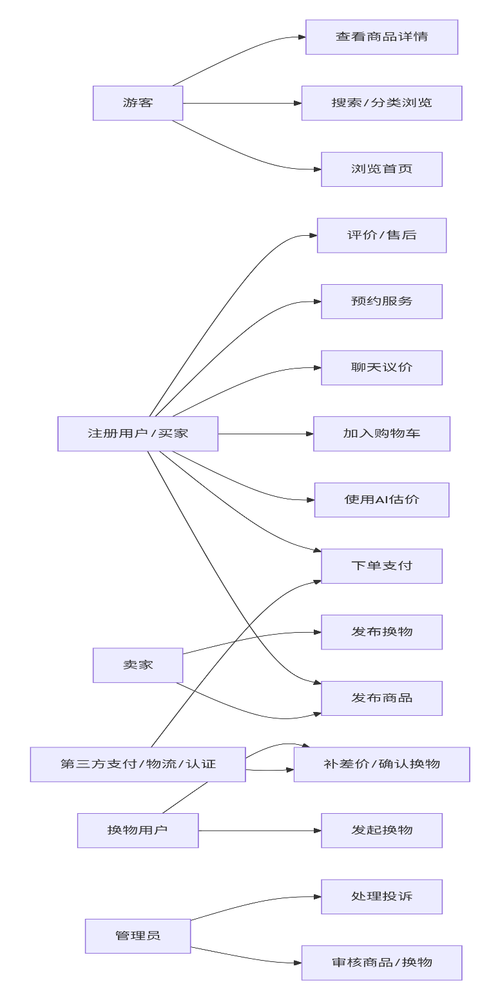 查看商品详情
游客
搜索/分类浏览
浏览首页
评价/售后
预约服务
聊天议价
注册用户/买家
加入购物车
使用AI估价
下单支付
发布换物
卖家
发布商品
第三方支付/物流/认证
补差价/确认换物
换物用户
发起换物
处理投诉
管理员
审核商品/换物